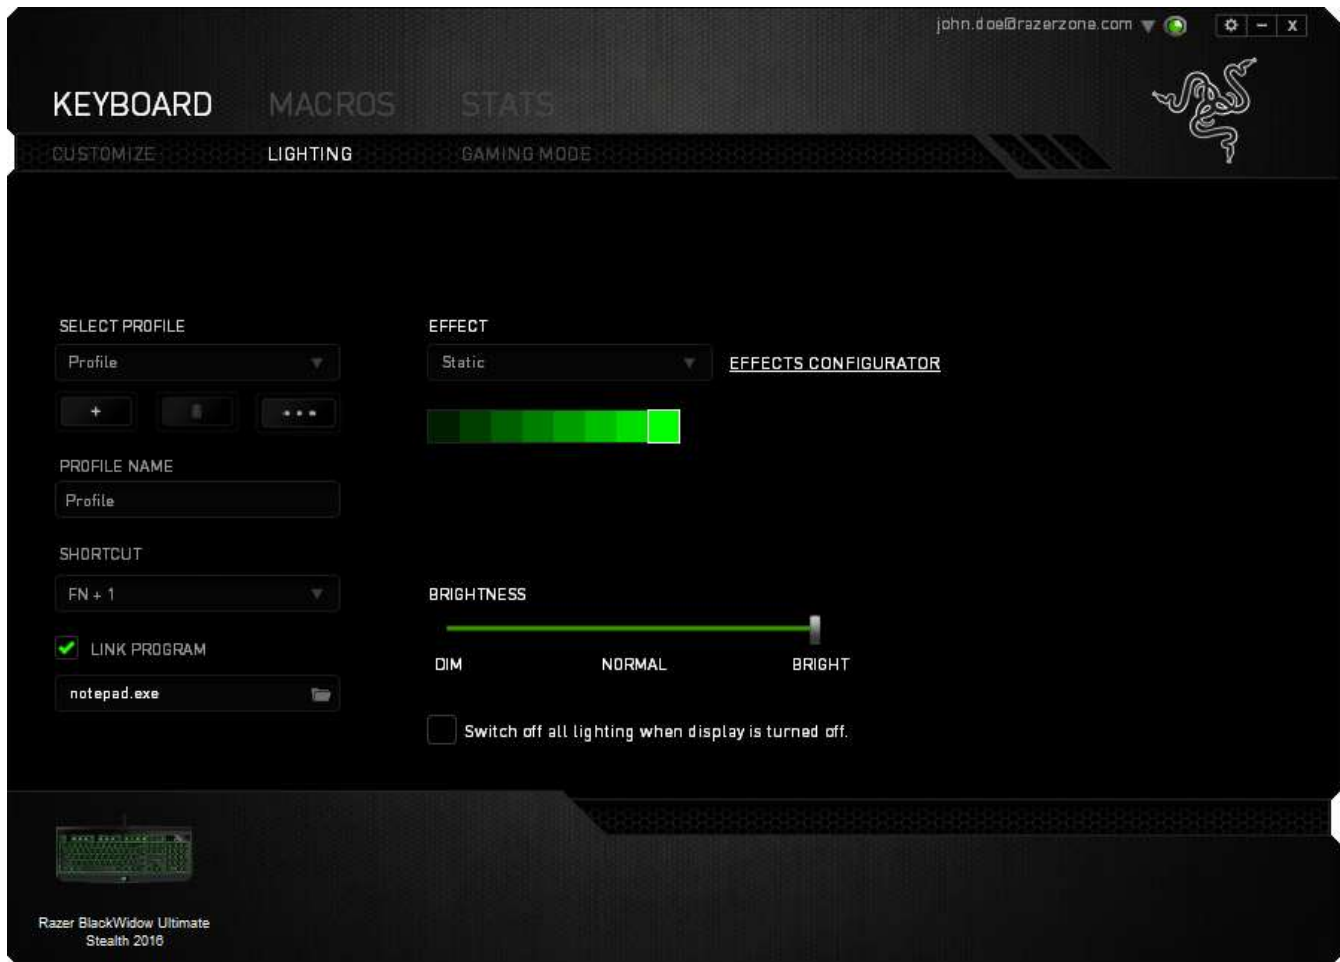 john.doe@razerzone.com
KEYBOARD MACROS STATS
CUSTOMIZE LIGHTING GAMING MODE
SELECT PROFILE
Profile
PROFILE NAME
Profile
SHORTCUT
FN + 1
LINK PROGRAM
notepad.exe
EFFECT
Static
EFFECTS CONFIGURATOR
BRIGHTNESS
DIM NORMAL BRIGHT
Switch off all lighting when display is turned off.
Razer BlackWidow Ultimate
Stealth 2016